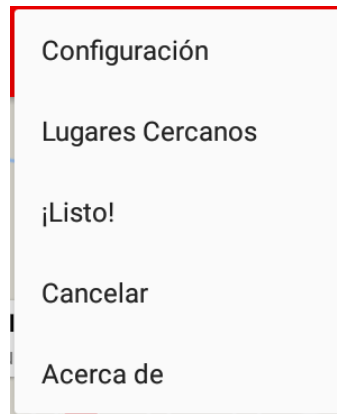 Configuración
Lugares Cercanos
¡Listo!
Cancelar
Acerca de